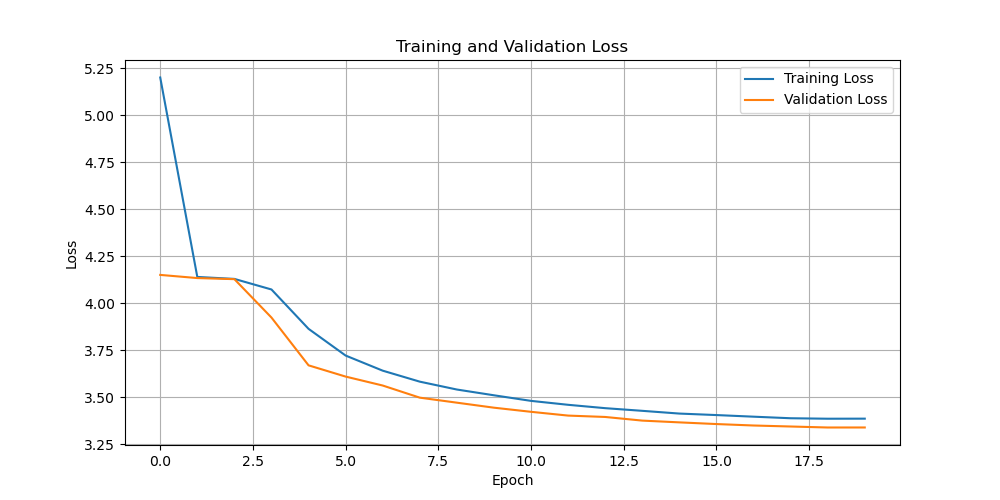 Training and Validation Loss
Training Loss
Validation Loss
5.25
5.00
4.75
4.50
4.25
4.00
3.75
3.50
3.25
Loss
0.0 2.5 5.0 7.5 10.0 12.5 15.0 17.5
Epoch